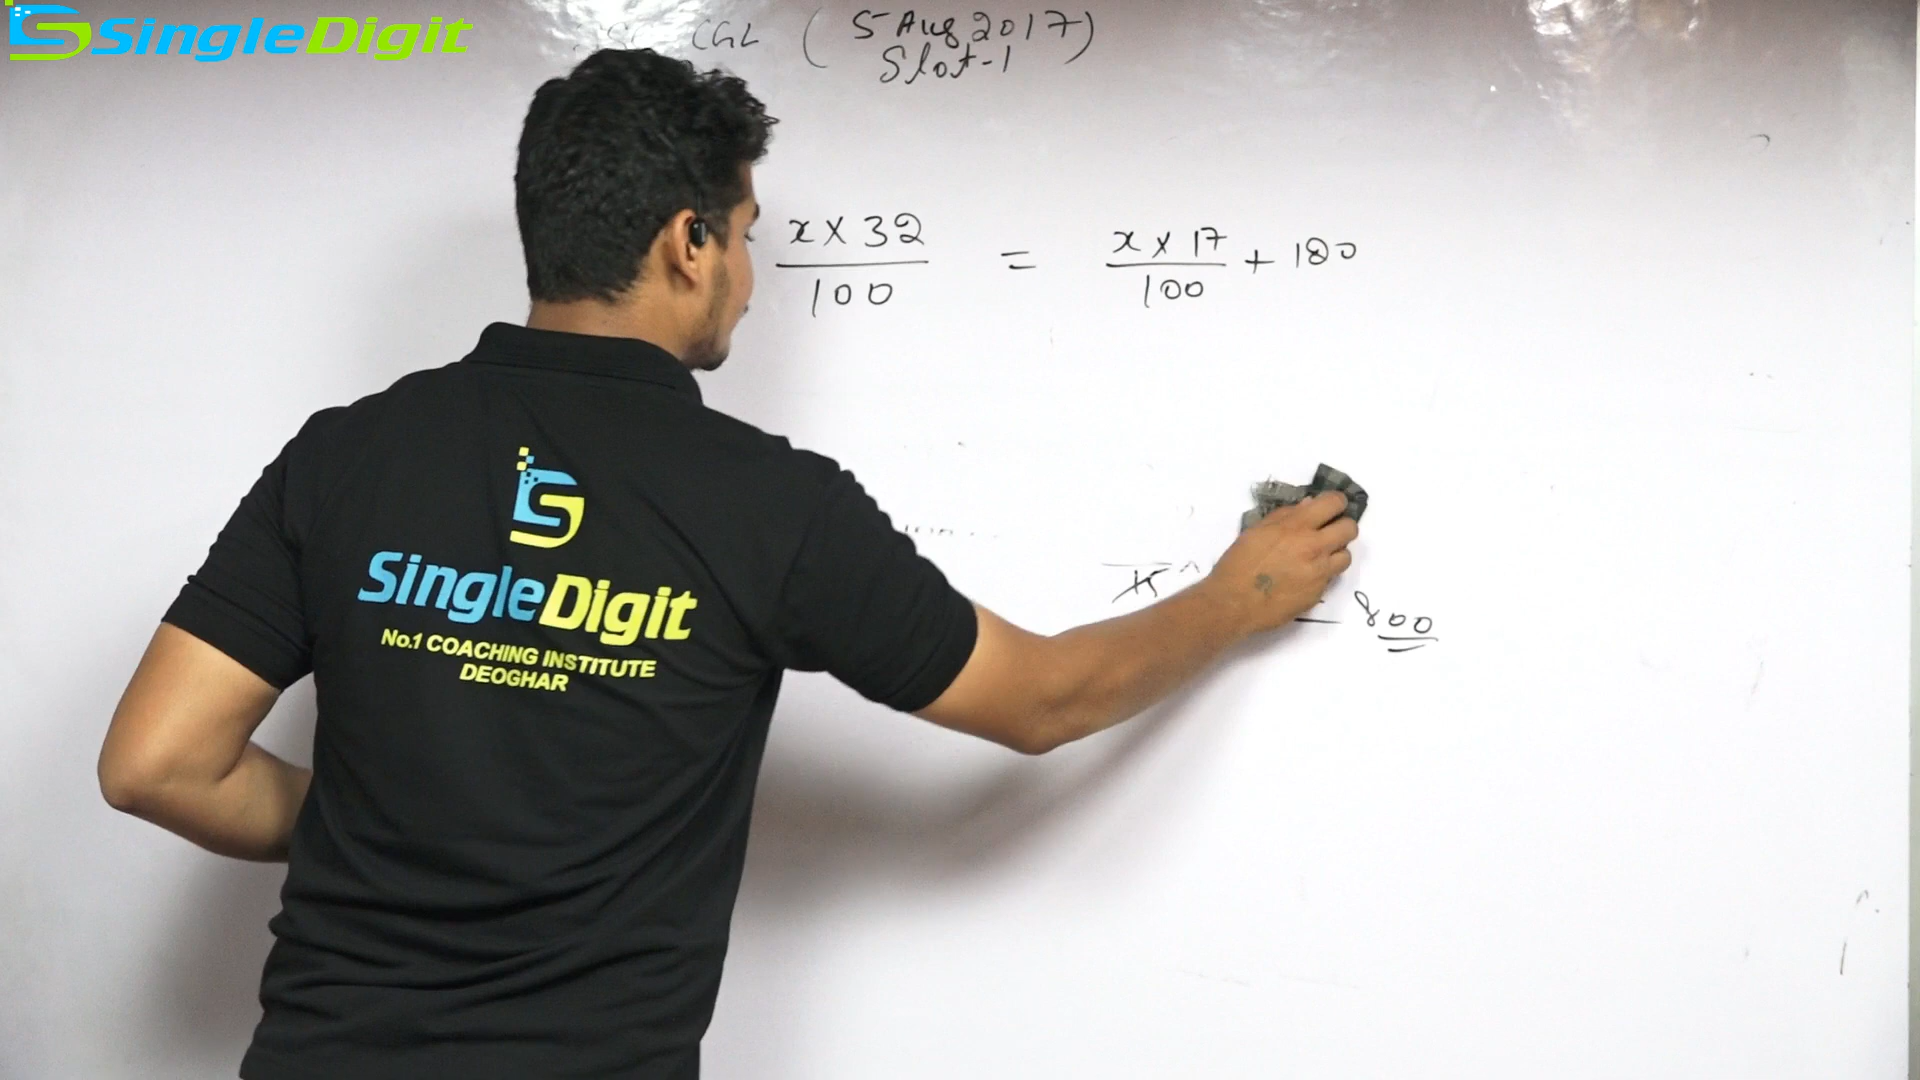 SingleDigit
CGL (5 Aug 2017)
Slot-1
x × 32 / 100 = x × 17 / 100 + 180
15
800
SingleDigit
No.1 COACHING INSTITUTE
DEOGHAR